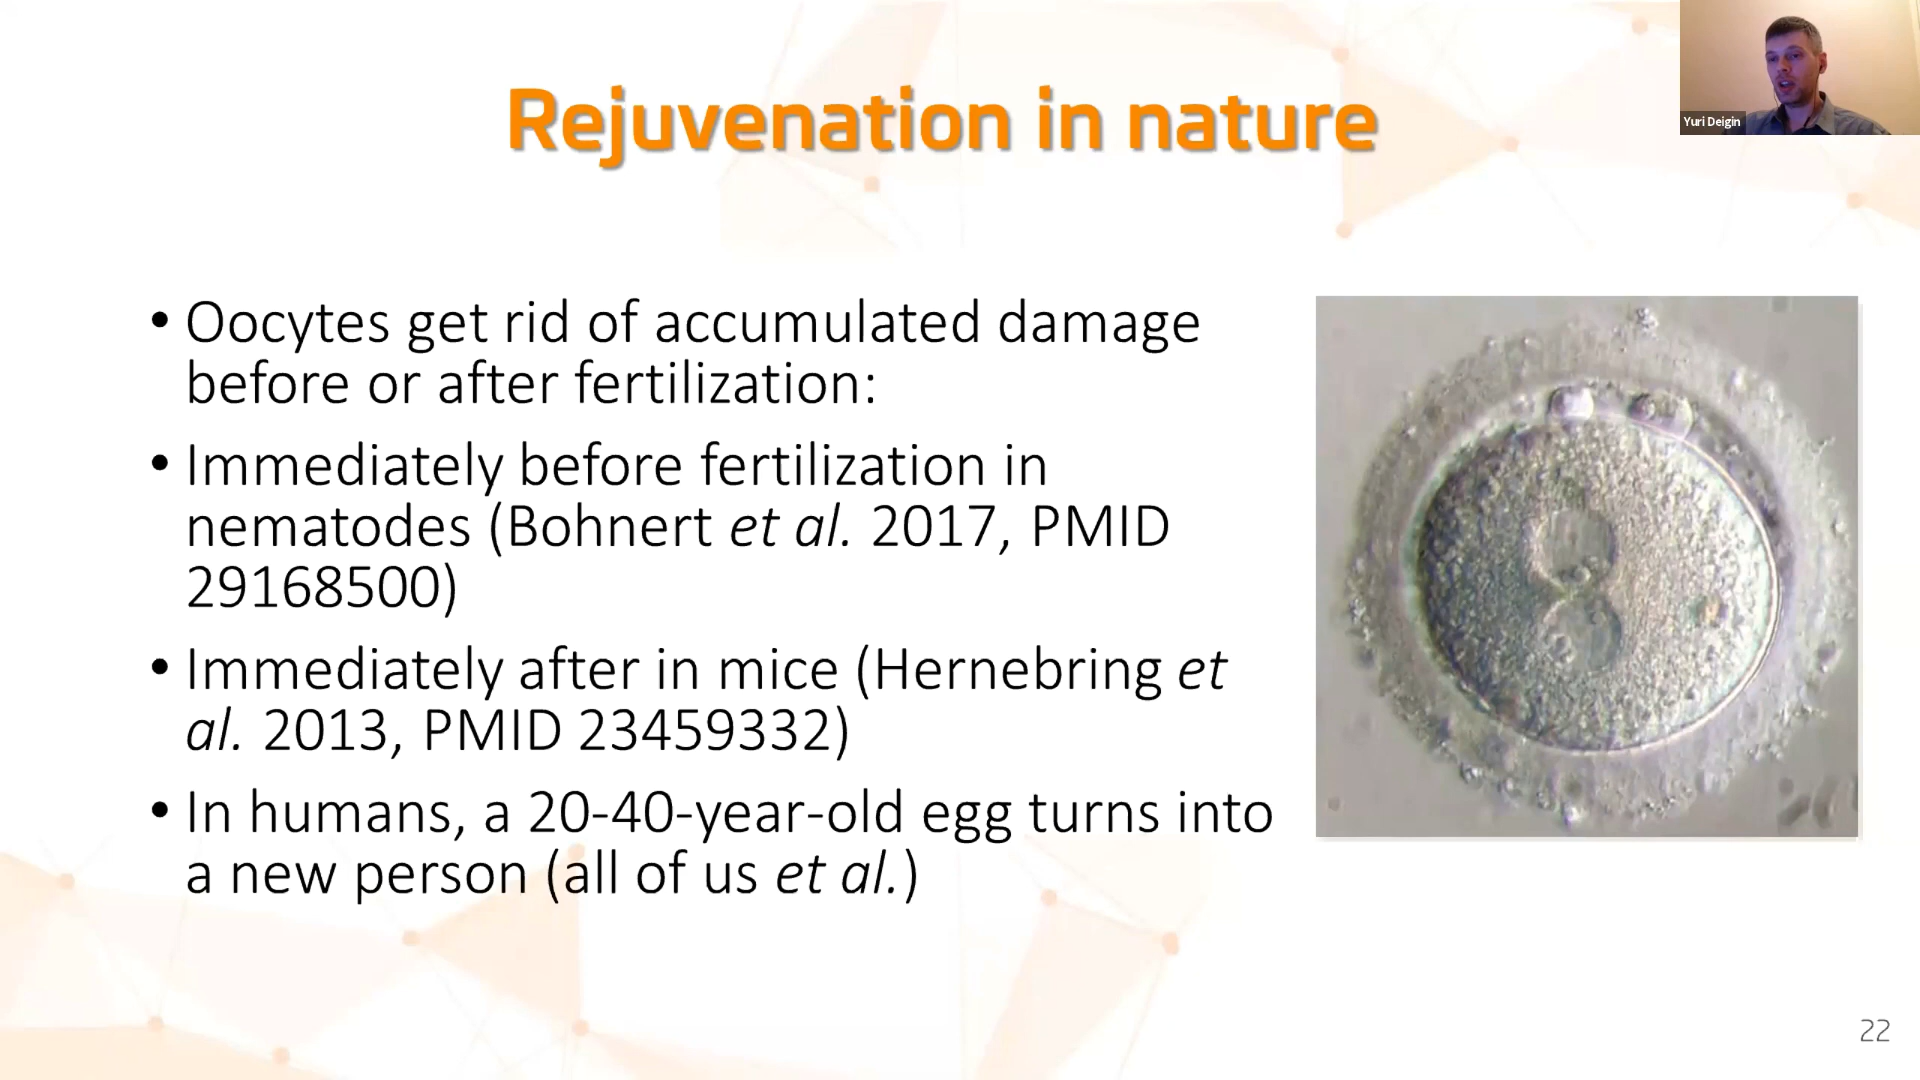 Rejuvenation in nature
Yuri Deigin
• Oocytes get rid of accumulated damage
before or after fertilization:
• Immediately before fertilization in
nematodes (Bohnert et al. 2017, PMID
29168500)
• Immediately after in mice (Hernebring et
al. 2013, PMID 23459332)
• In humans, a 20-40-year-old egg turns into
a new person (all of us et al.)
22